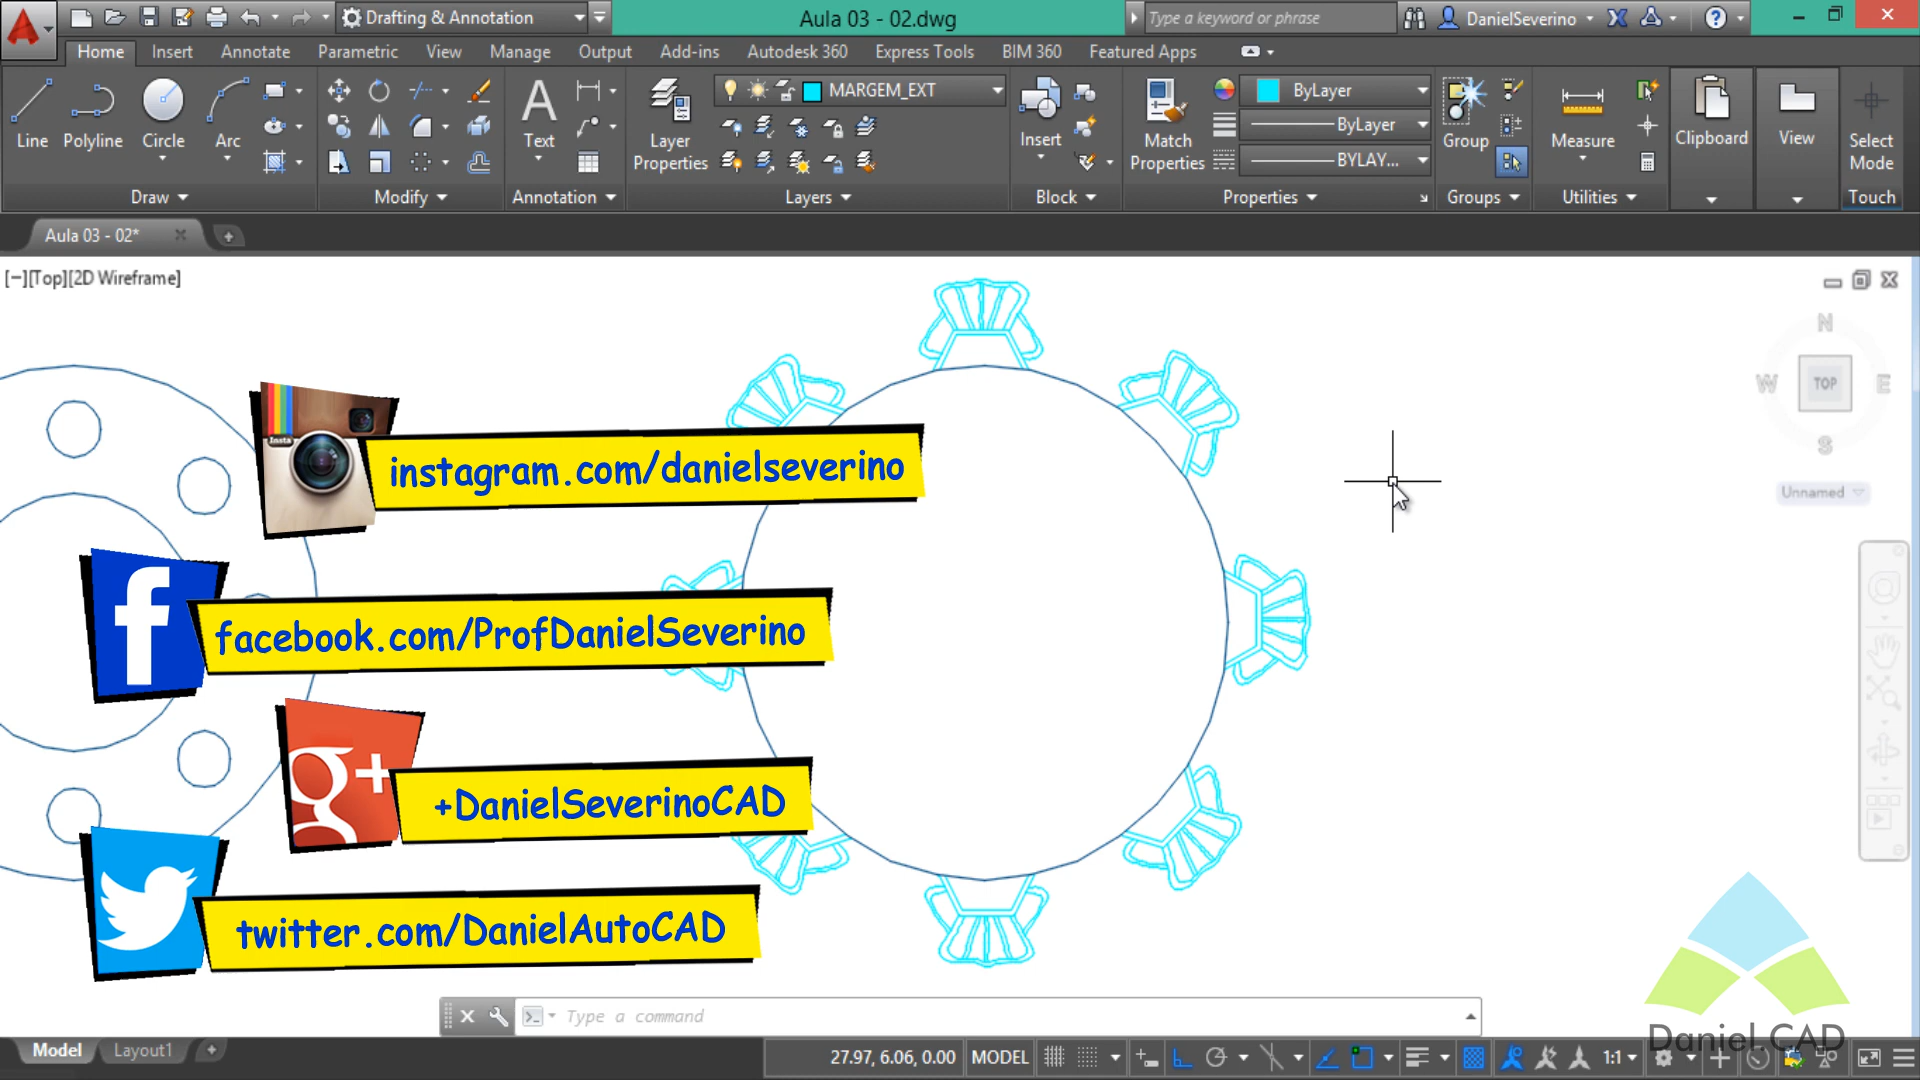 Drafting & Annotation
Aula 03 - 02.dwg
Type a keyword or phrase
DanielSeverino
Home Insert Annotate Parametric View Manage Output Add-ins Autodesk 360 Express Tools BIM 360 Featured Apps
Line Polyline Circle Arc
Draw
Modify
Text
Annotation
Layer Properties
MARGEM_EXT
Layers
Insert
Block
Match Properties
ByLayer
ByLayer
BYLAY...
Properties
Group
Groups
Measure
Utilities
Clipboard
View
Select Mode
Touch
Aula 03 - 02*
[−][Top][2D Wireframe]
N
W TOP E
S
Unnamed
Insta
instagram.com/danielseverino
f
facebook.com/ProfDanielSeverino
g+
+DanielSeverinoCAD
twitter.com/DanielAutoCAD
Type a command
Daniel.CAD
Model Layout1
27.97, 6.06, 0.00 MODEL
1:1